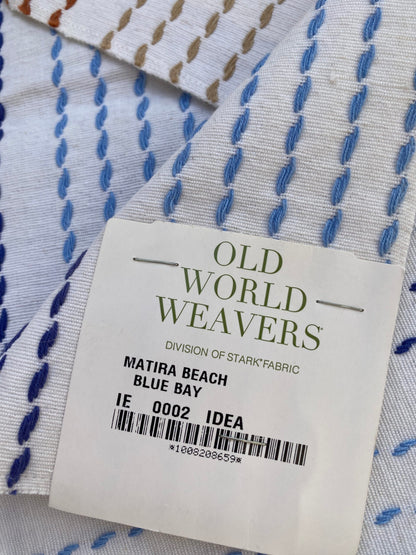 OLD
WORLD
WEAVERS®
DIVISION OF STARK® FABRIC
MATIRA BEACH
BLUE BAY
IE 0002 IDEA
*1008208659*